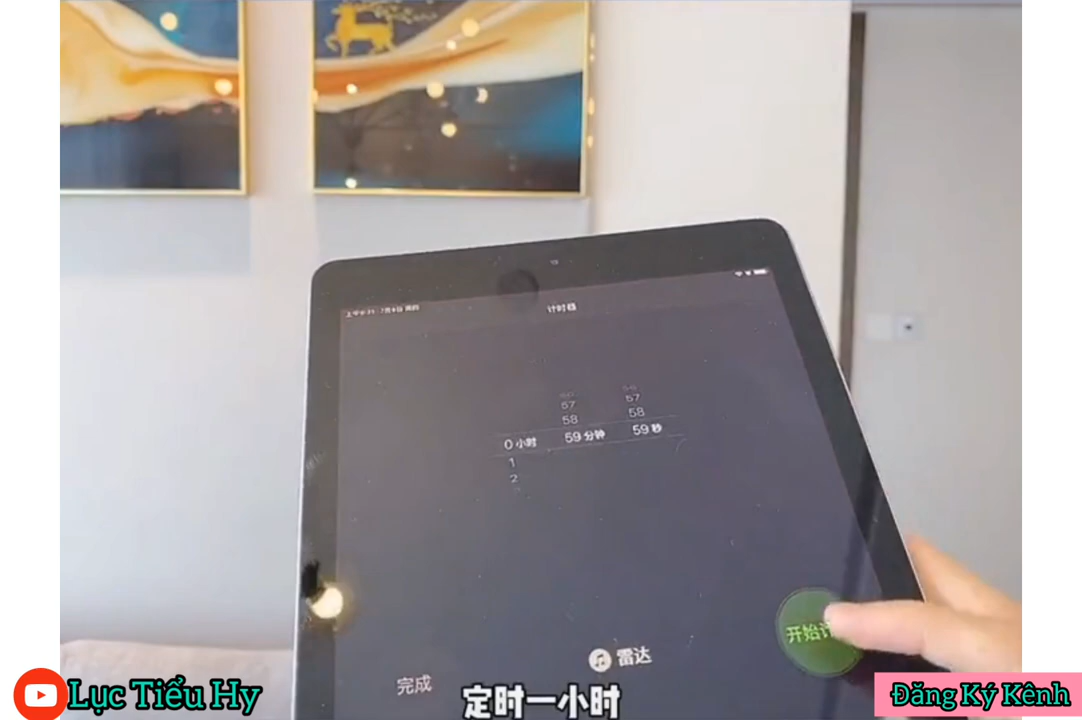 计时器
57 57
58 58
0 小时 59 分钟 59 秒
1
2
开始计
雷达
完成
定时一小时
Lục Tiểu Hy
Đăng Ký Kênh